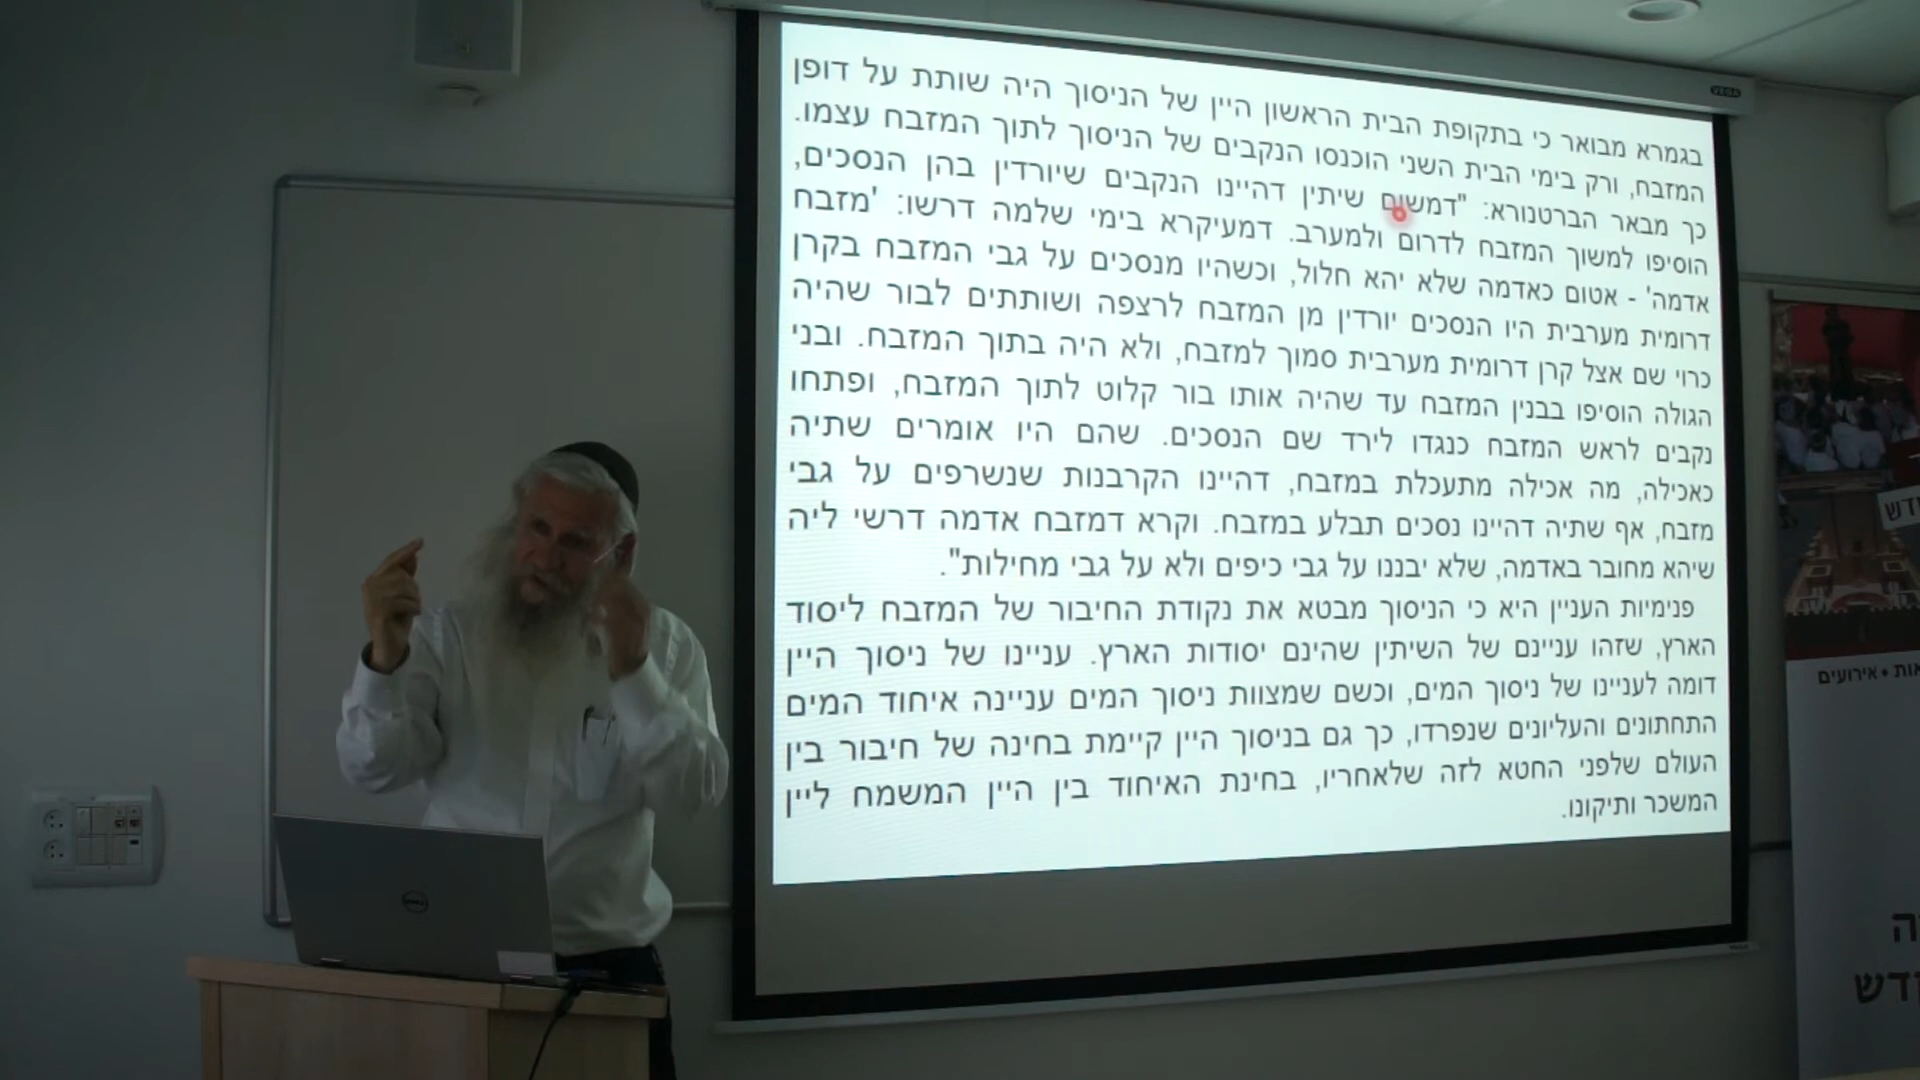 בגמרא מבואר כי בתקופת הבית הראשון היין של הניסוך היה שותת על דופן
המזבח, ורק בימי הבית השני הוכנסו הנקבים של הניסוך לתוך המזבח עצמו.
כך מבאר הברטנורא: "דמשום שיתין דהיינו הנקבים שיורדין בהן הנסכים,
הוסיפו למשוך המזבח לדרום ולמערב. דמעיקרא בימי שלמה דרשו: 'מזבח
אדמה' - אטום כאדמה שלא יהא חלול, וכשהיו מנסכים על גבי המזבח בקרן
דרומית מערבית היו הנסכים יורדין מן המזבח לרצפה ושותתים לבור שהיה
כרוי שם אצל קרן דרומית מערבית סמוך למזבח, ולא היה בתוך המזבח. ובני
הגולה הוסיפו בבנין המזבח עד שהיה אותו בור קלוט לתוך המזבח, ופתחו
נקבים לראש המזבח כנגדו לירד שם הנסכים. שהם היו אומרים שתיה
כאכילה, מה אכילה מתעכלת במזבח, דהיינו הקרבנות שנשרפים על גבי
מזבח, אף שתיה דהיינו נסכים תבלע במזבח. וקרא דמזבח אדמה דרשי ליה
שיהא מחובר באדמה, שלא יבננו על גבי כיפים ולא על גבי מחילות".
פנימיות העניין היא כי הניסוך מבטא את נקודת החיבור של המזבח ליסוד
הארץ, שזהו עניינם של השיתין שהינם יסודות הארץ. עניינו של ניסוך היין
דומה לעניינו של ניסוך המים, וכשם שמצוות ניסוך המים עניינה איחוד המים
התחתונים והעליונים שנפרדו, כך גם בניסוך היין קיימת בחינה של חיבור בין
העולם שלפני החטא לזה שלאחריו, בחינת האיחוד בין היין המשמח ליין
המשכר ותיקונו.
VEGA
DELL
אירועים